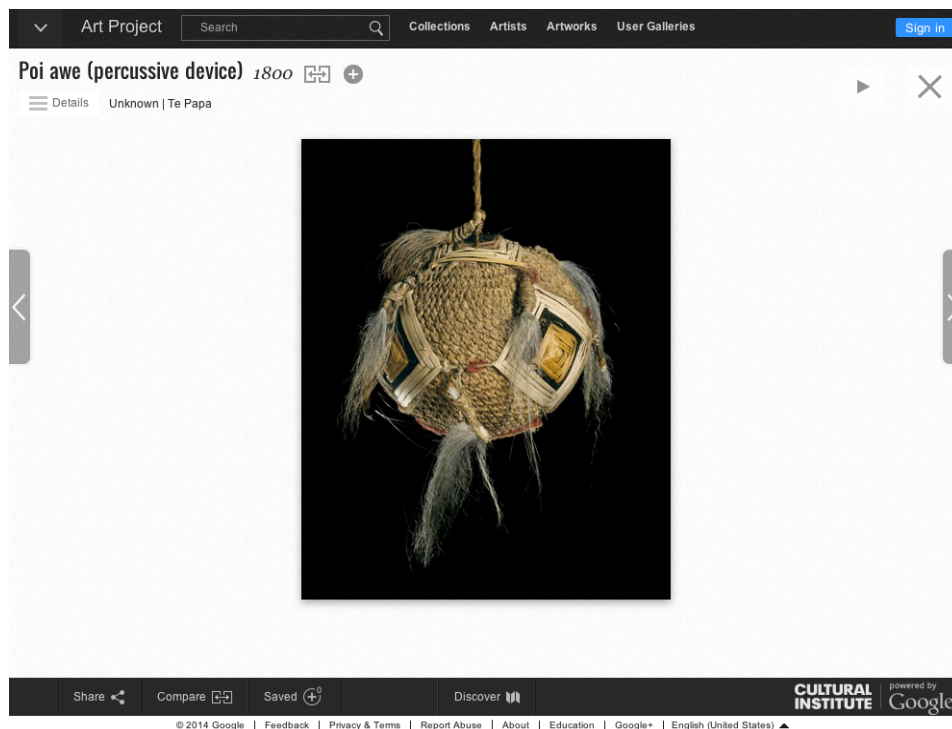 Art Project Search Collections Artists Artworks User Galleries Sign in
Poi awe (percussive device) 1800
Details Unknown | Te Papa
Share Compare Saved 0 Discover CULTURAL INSTITUTE powered by Google
© 2014 Google | Feedback | Privacy & Terms | Report Abuse | About | Education | Google+ | English (United States)